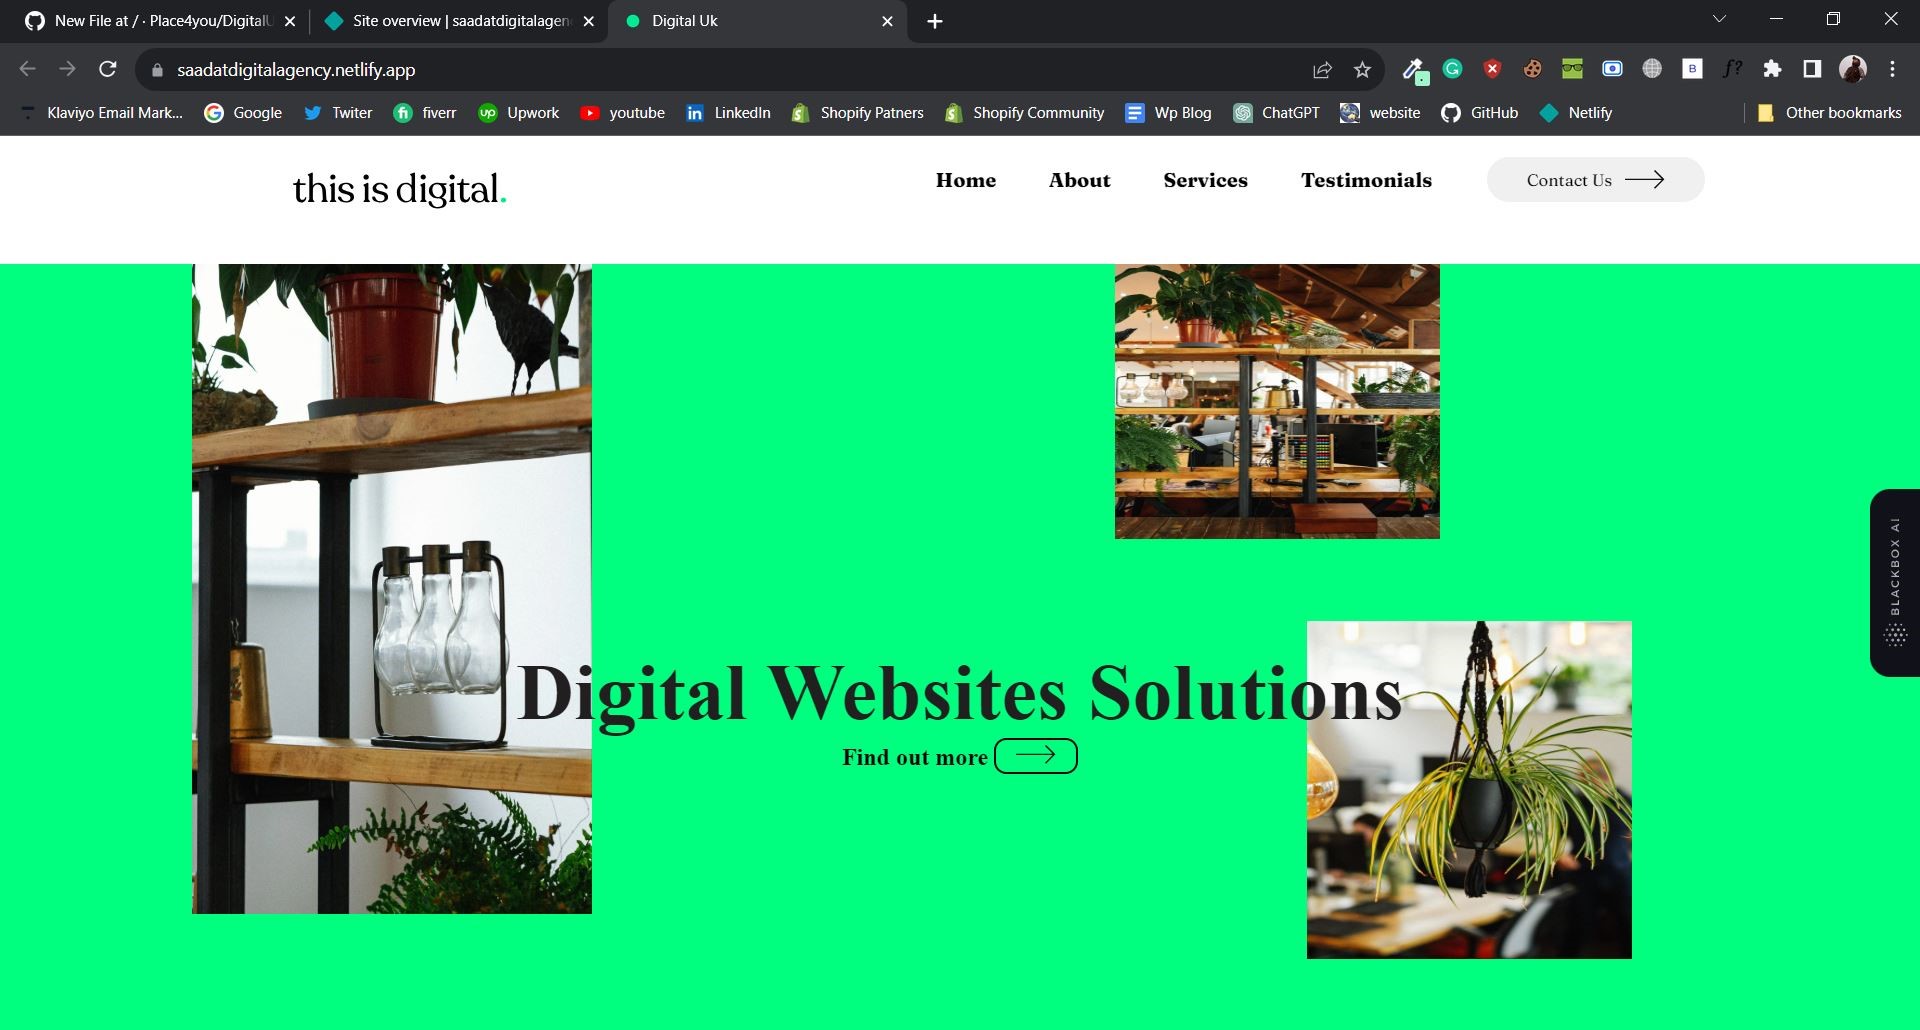 New File at / · Place4you/DigitalU
Site overview | saadatdigitalagen
Digital Uk
saadatdigitalagency.netlify.app
Klaviyo Email Mark...
Google
Twiter
fiverr
Upwork
youtube
LinkedIn
Shopify Patners
Shopify Community
Wp Blog
ChatGPT
website
GitHub
Netlify
Other bookmarks
this is digital.
Home
About
Services
Testimonials
Contact Us
BLACKBOX AI
Digital Websites Solutions
Find out more